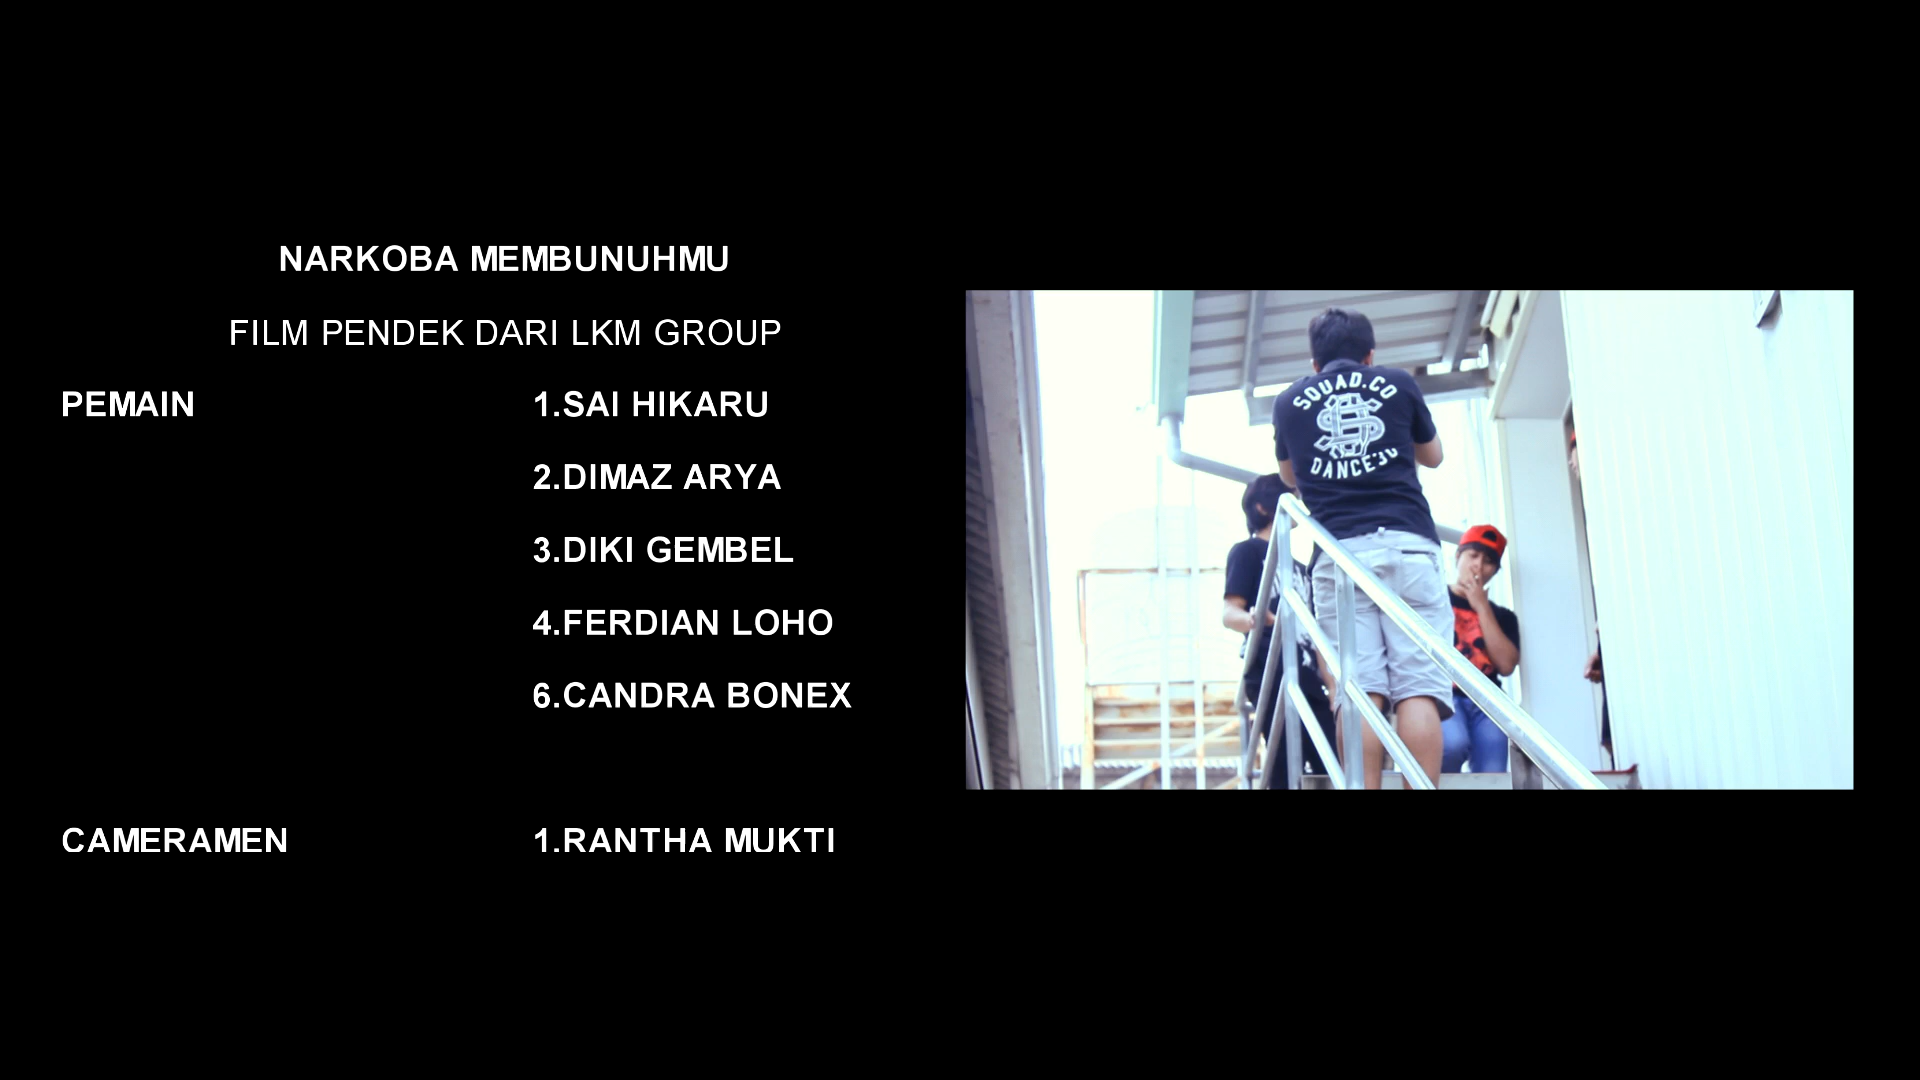 NARKOBA MEMBUNUHMU
FILM PENDEK DARI LKM GROUP
PEMAIN 1.SAI HIKARU
2.DIMAZ ARYA
3.DIKI GEMBEL
4.FERDIAN LOHO
6.CANDRA BONEX
CAMERAMEN 1.RANTHA MUKTI
SQUAD.CO
DANCE